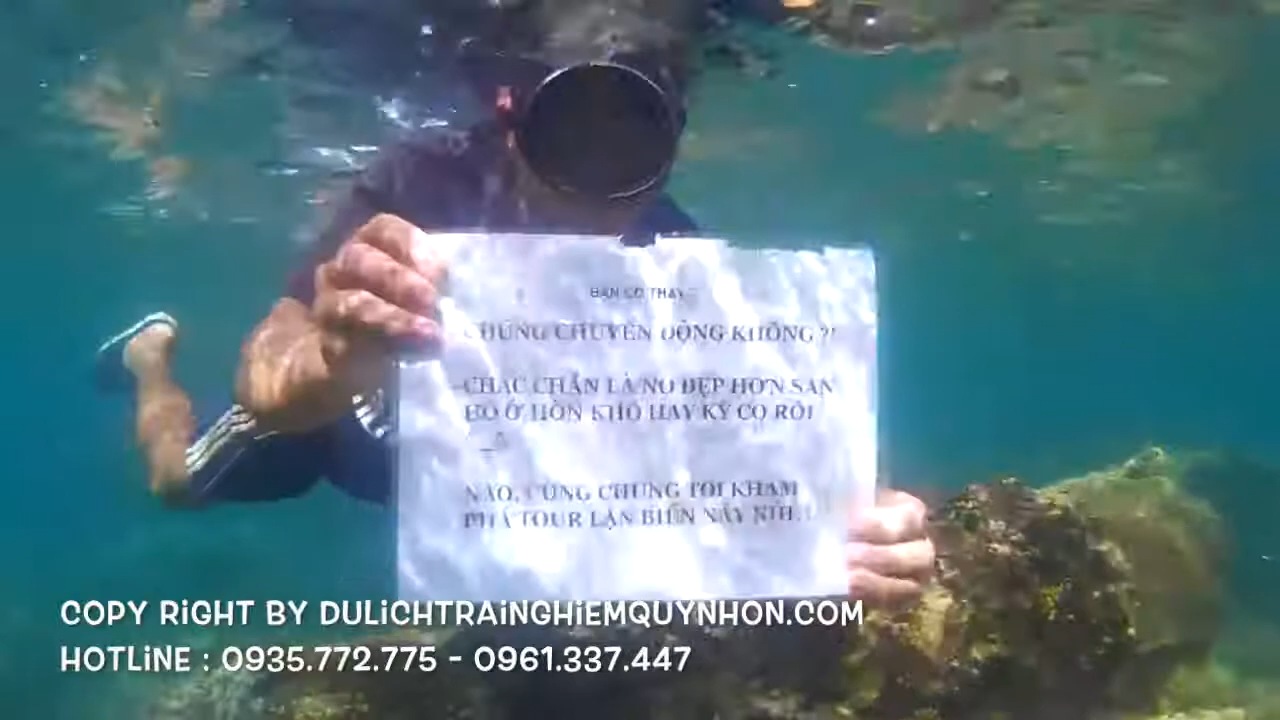 BẠN CÓ THẤY
CHÚNG CHUYỂN ĐỘNG KHÔNG ?!
-CHẮC CHẮN LÀ NÓ ĐẸP HƠN SAN
HÔ Ở HÒN KHÔ HAY KỲ CO RỒI
^_^
NÀO, CÙNG CHÚNG TÔI KHÁM
PHÁ TOUR LẶN BIỂN NÀY
COPY RIGHT BY DULICHTRAINGHIEMQUYNHON.COM
HOTLINE : 0935.772.775 - 0961.337.447